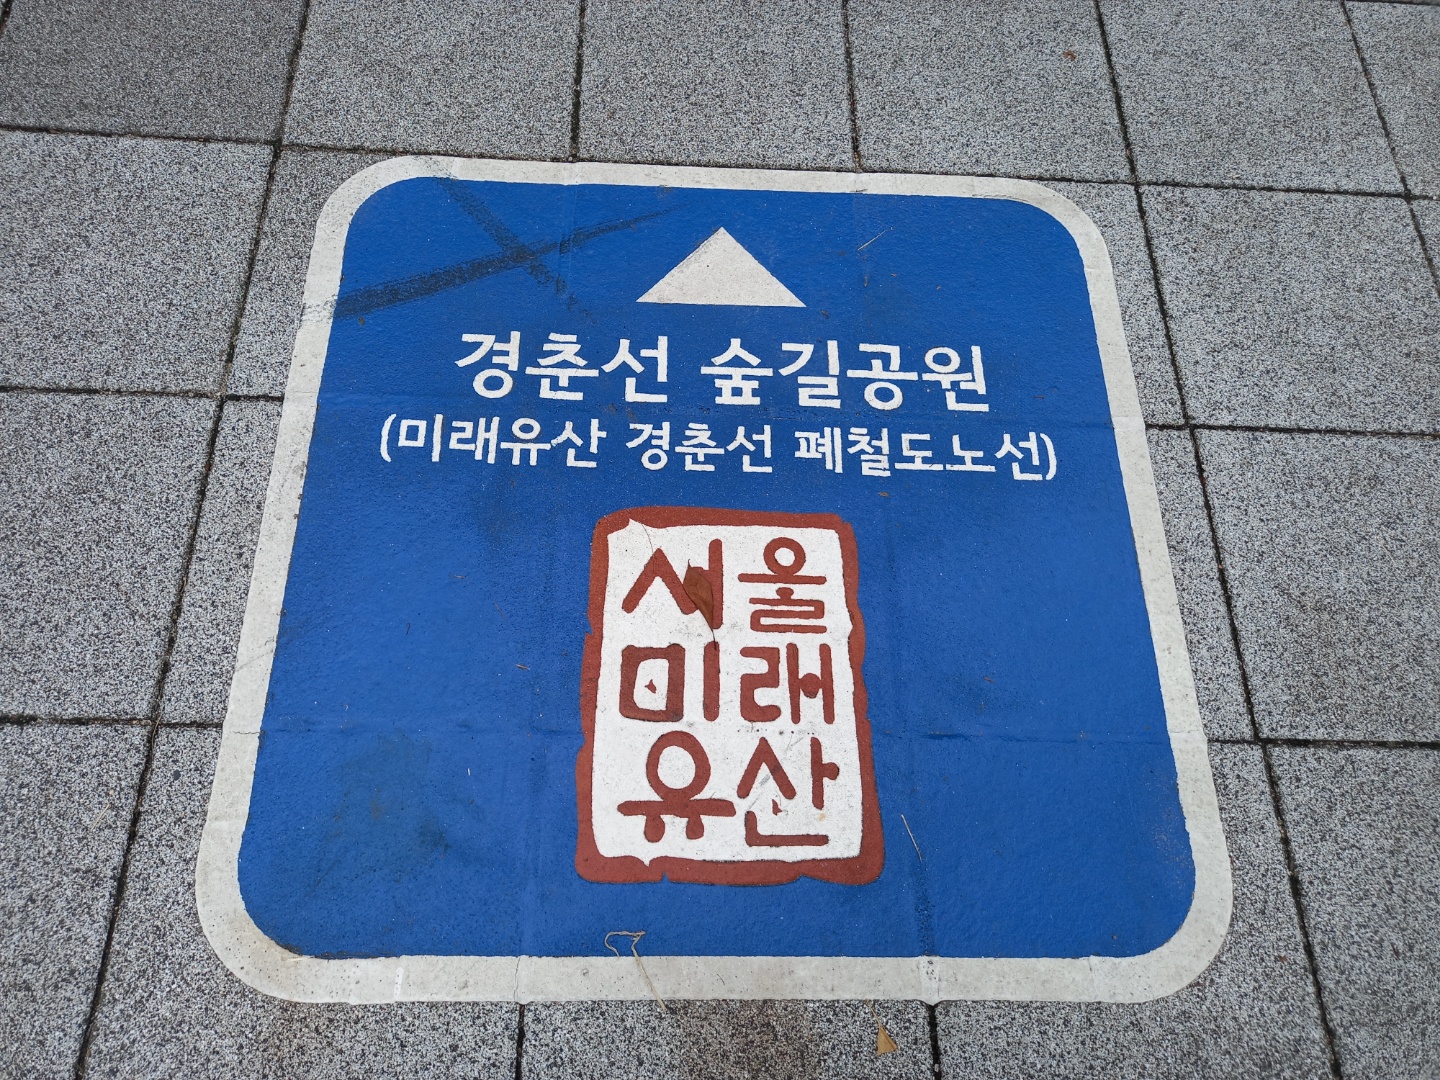 경춘선 숲길공원
(미래유산 경춘선 폐철도노선)
서울
미래
유산